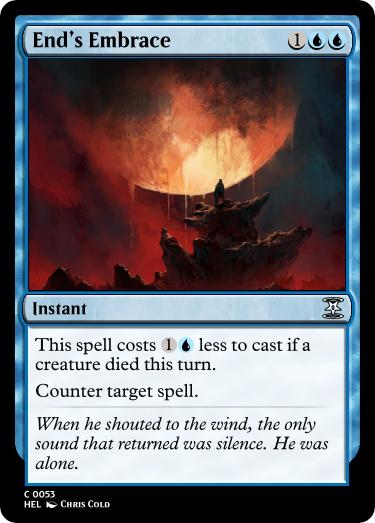 End's Embrace 1
Instant
This spell costs 1 less to cast if a
creature died this turn.
Counter target spell.
When he shouted to the wind, the only
sound that returned was silence. He was
alone.
C 0053
HEL Chris Cold